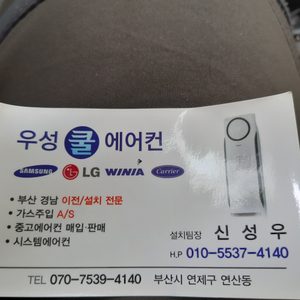 우성 쿨 에어컨
SAMSUNG LG WINIA Carrier
• 부산 경남 이전/설치 전문
• 가스주입 A/S
• 중고에어컨 매입·판매
• 시스템에어컨
설치팀장 신성우
H.P 010-5537-4140
TEL 070-7539-4140 부산시 연제구 연산동